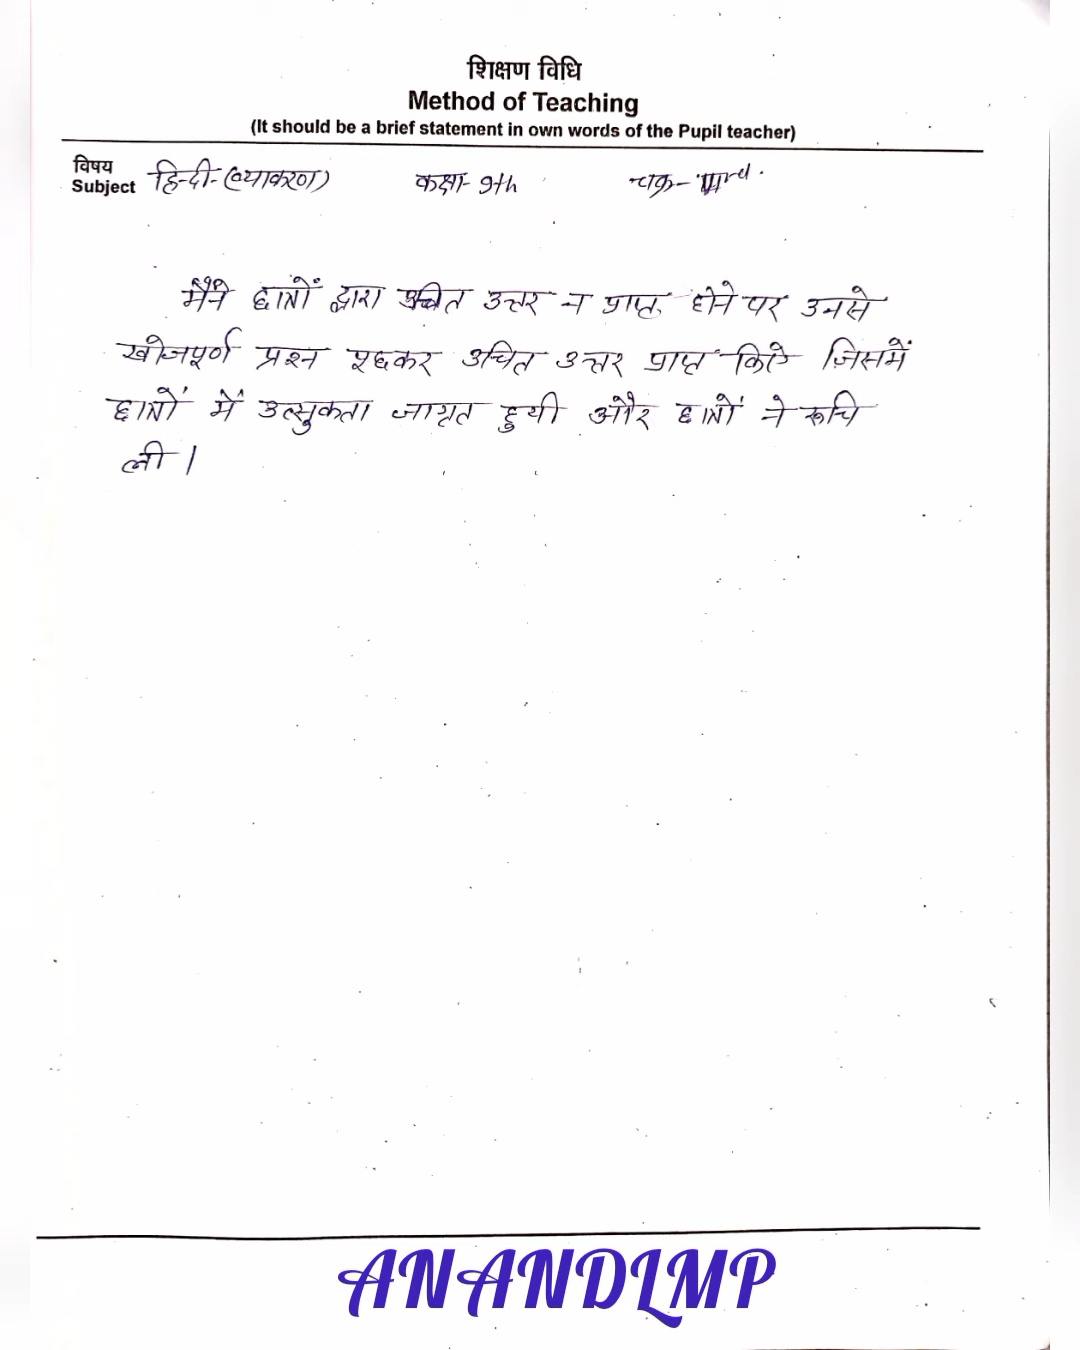 शिक्षण विधि
Method of Teaching
(It should be a brief statement in own words of the Pupil teacher)
विषय
Subject हिन्दी-(व्याकरण) कक्षा- 9th चक्र- IIIrd.
मैंने छात्रों द्वारा उचित उत्तर न प्राप्त होने पर उनसे
खोजपूर्ण प्रश्न पूछकर उचित उत्तर प्राप्त किऐ जिसमें
छात्रों में उत्सुकता जाग्रत हुयी और छात्रों ने रूचि
ली।
ANANDLMP